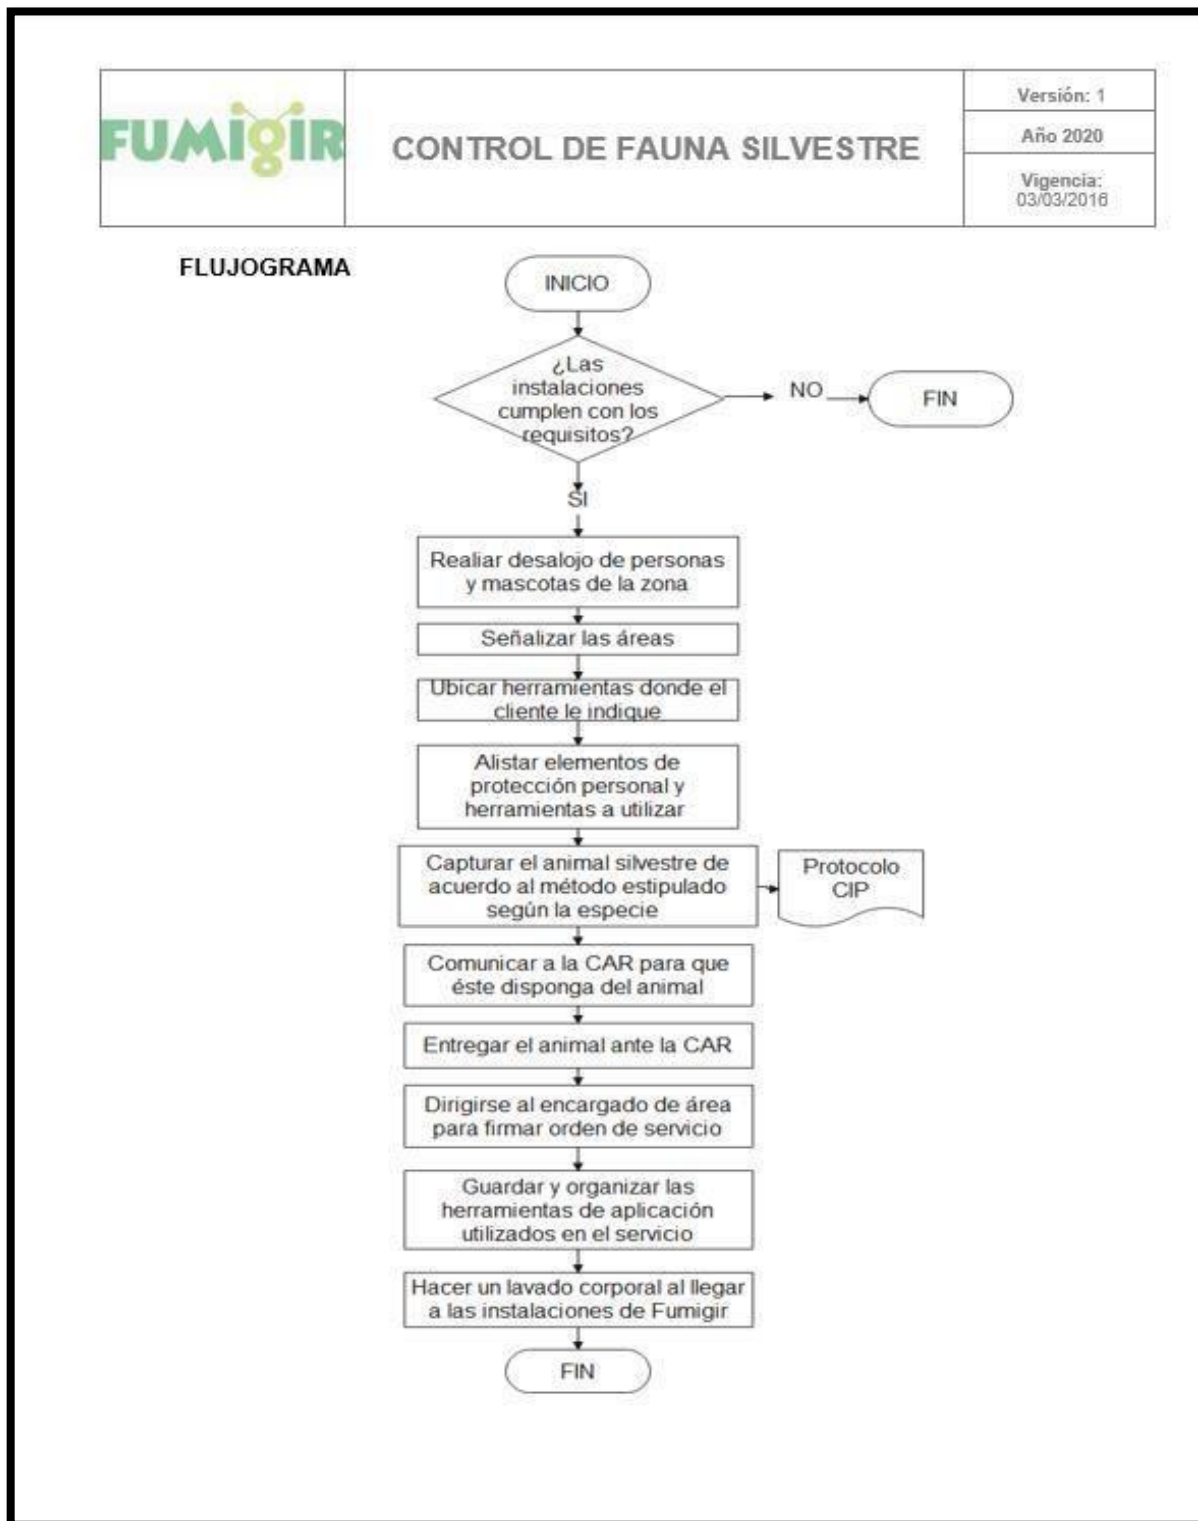 FUMigiR
CONTROL DE FAUNA SILVESTRE
Versión: 1
Año 2020
Vigencia:
03/03/2016
FLUJOGRAMA
INICIO
¿Las
instalaciones
cumplen con los
requisitos?
NO
FIN
SI
Realiar desalojo de personas
y mascotas de la zona
Señalizar las áreas
Ubicar herramientas donde el
cliente le indique
Alistar elementos de
protección personal y
herramientas a utilizar
Capturar el animal silvestre de
acuerdo al método estipulado
según la especie
Protocolo
CIP
Comunicar a la CAR para que
éste disponga del animal
Entregar el animal ante la CAR
Dirigirse al encargado de área
para firmar orden de servicio
Guardar y organizar las
herramientas de aplicación
utilizados en el servicio
Hacer un lavado corporal al llegar
a las instalaciones de Fumigir
FIN